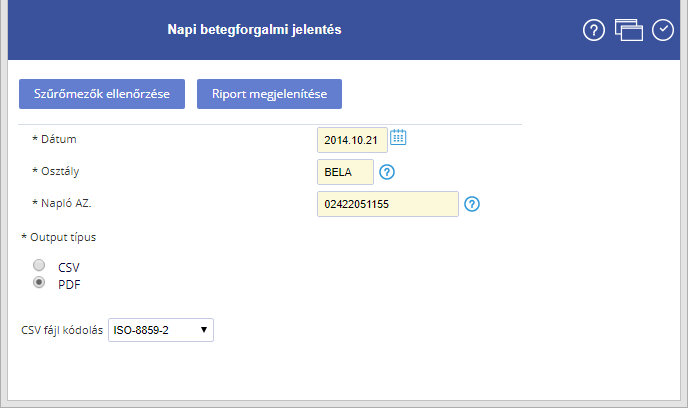 Napi betegforgalmi jelentés
Szűrőmezők ellenőrzése Riport megjelenítése
* Dátum 2014.10.21
* Osztály BELA
* Napló AZ. 02422051155
* Output típus
CSV
PDF
CSV fájl kódolás ISO-8859-2